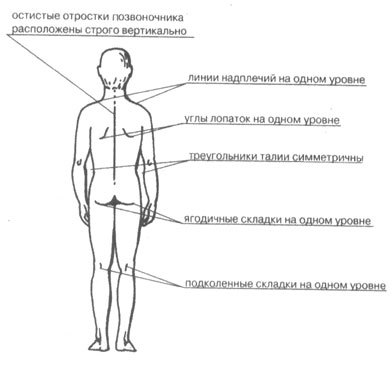 остистые отростки позвоночника
расположены строго вертикально
линии надплечий на одном уровне
углы лопаток на одном уровне
треугольники талии симметричны
ягодичные складки на одном уровне
подколенные складки на одном уровне